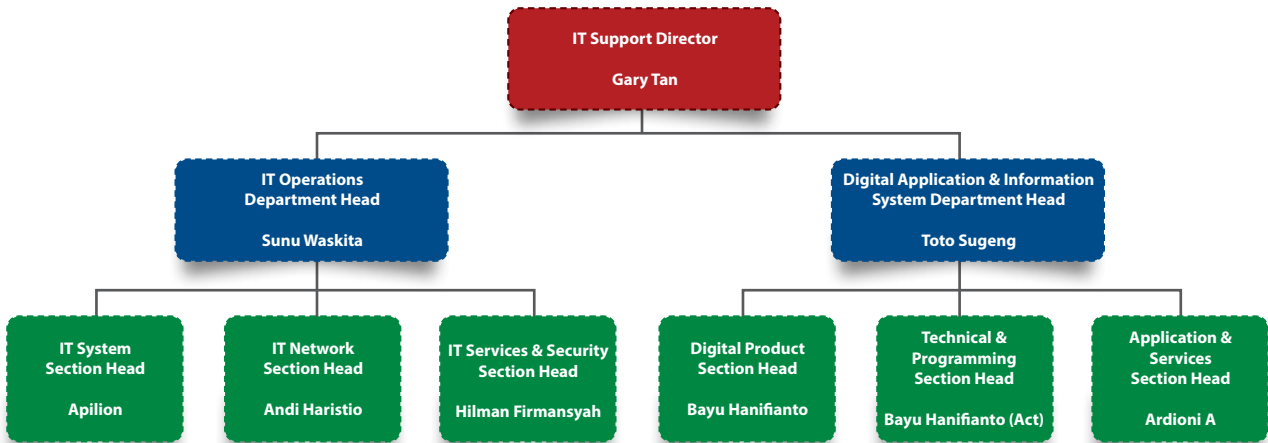 IT Support Director
Gary Tan
IT Operations
Department Head
Sunu Waskita
Digital Application & Information
System Department Head
Toto Sugeng
IT System
Section Head
Apilion
IT Network
Section Head
Andi Haristio
IT Services & Security
Section Head
Hilman Firmansyah
Digital Product
Section Head
Bayu Hanifianto
Technical &
Programming
Section Head
Bayu Hanifianto (Act)
Application &
Services
Section Head
Ardioni A